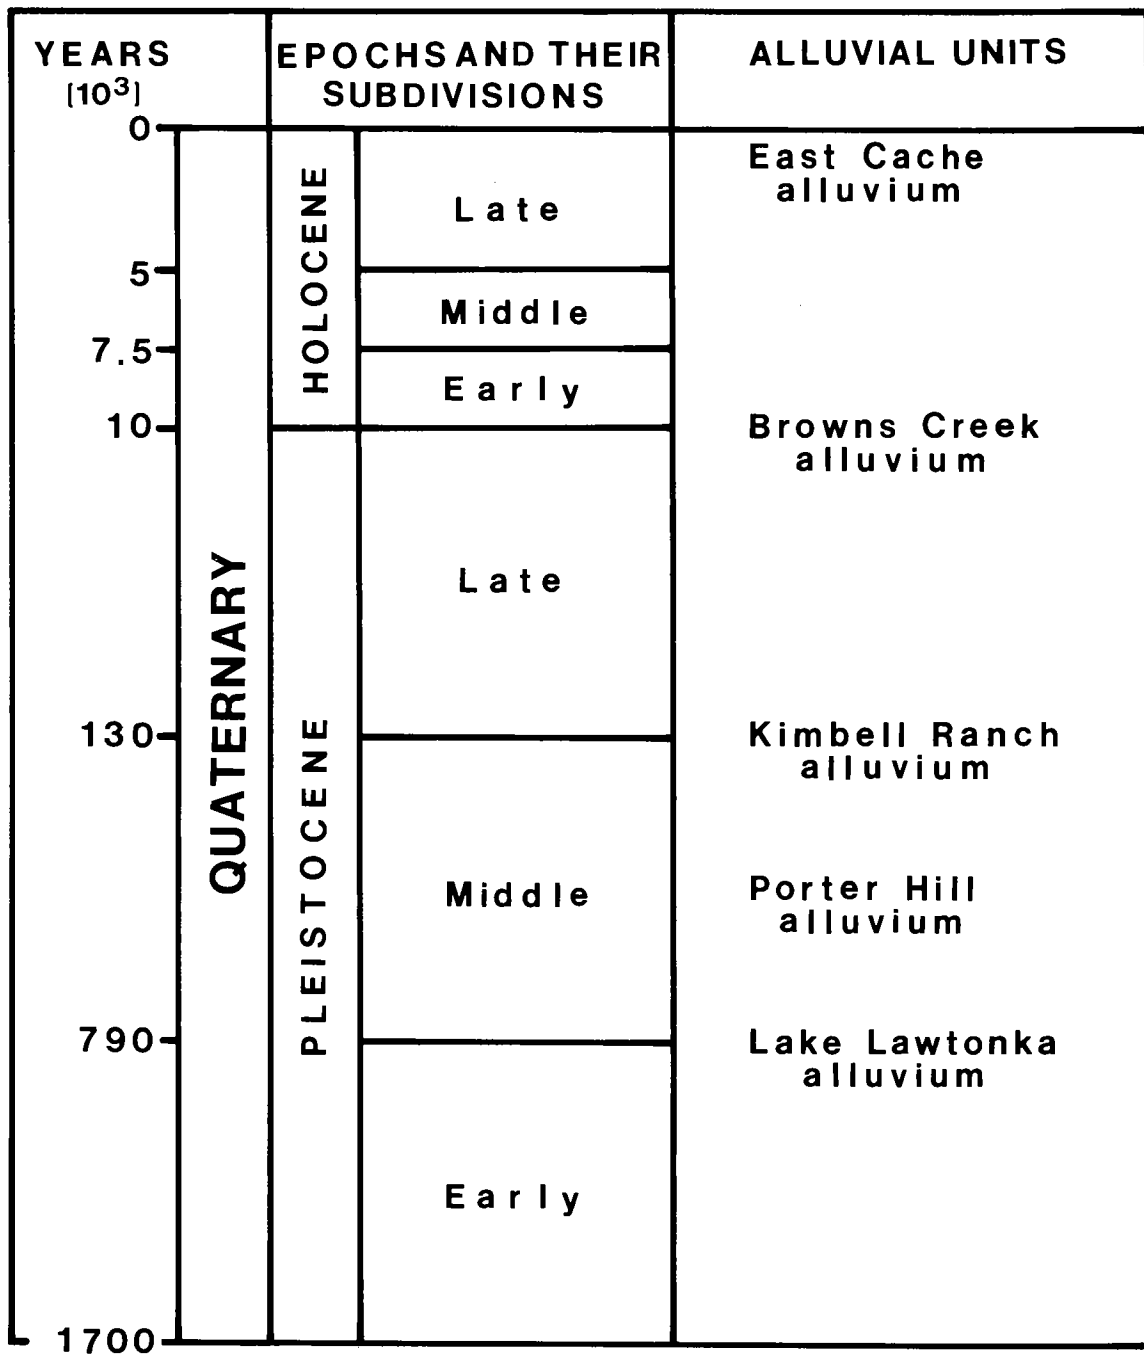 YEARS
[10³]
EPOCHS AND THEIR
SUBDIVISIONS
ALLUVIAL UNITS
0
5
7.5
10
130
790
1700
QUATERNARY
HOLOCENE
PLEISTOCENE
Late
Middle
Early
Late
Middle
Early
East Cache
alluvium
Browns Creek
alluvium
Kimbell Ranch
alluvium
Porter Hill
alluvium
Lake Lawtonka
alluvium